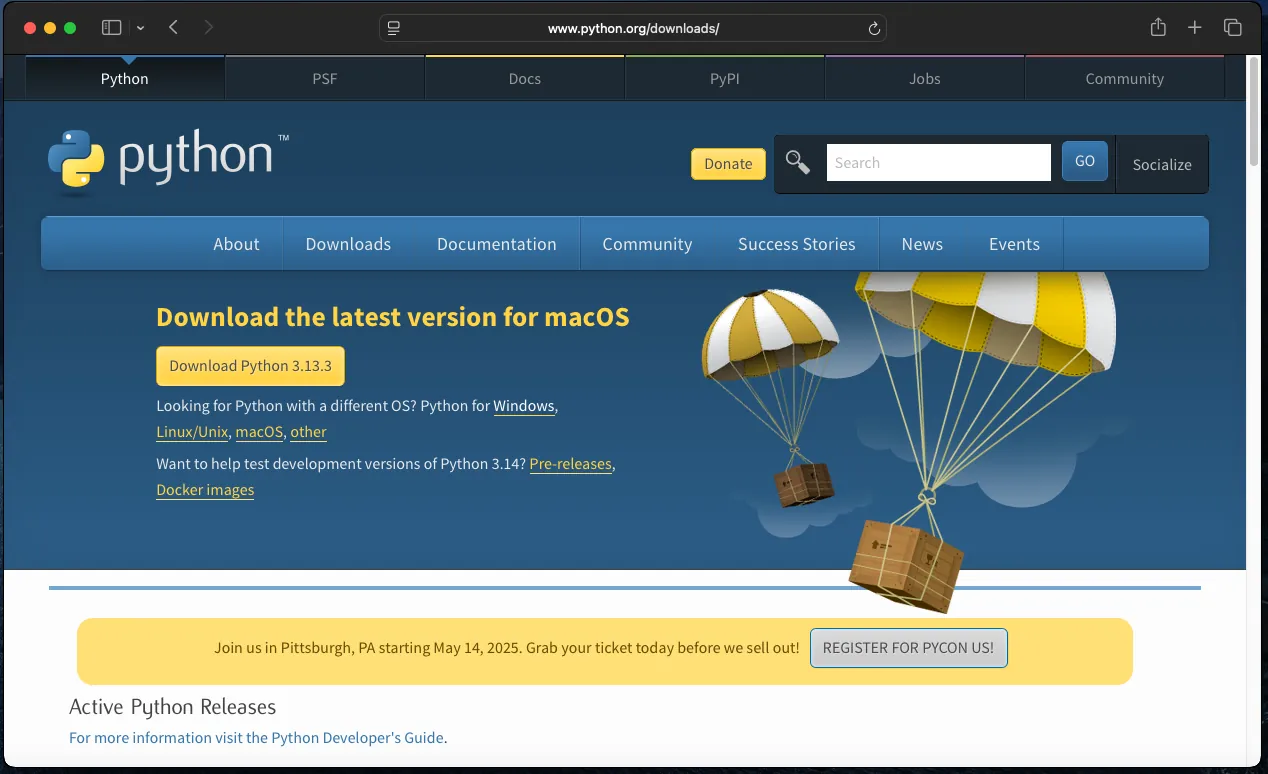 www.python.org/downloads/
Python
PSF
Docs
PyPI
Jobs
Community
python™
Donate
Search
GO
Socialize
About
Downloads
Documentation
Community
Success Stories
News
Events
Download the latest version for macOS
Download Python 3.13.3
Looking for Python with a different OS? Python for Windows,
Linux/Unix, macOS, other
Want to help test development versions of Python 3.14? Pre-releases,
Docker images
Join us in Pittsburgh, PA starting May 14, 2025. Grab your ticket today before we sell out!
REGISTER FOR PYCON US!
Active Python Releases
For more information visit the Python Developer's Guide.